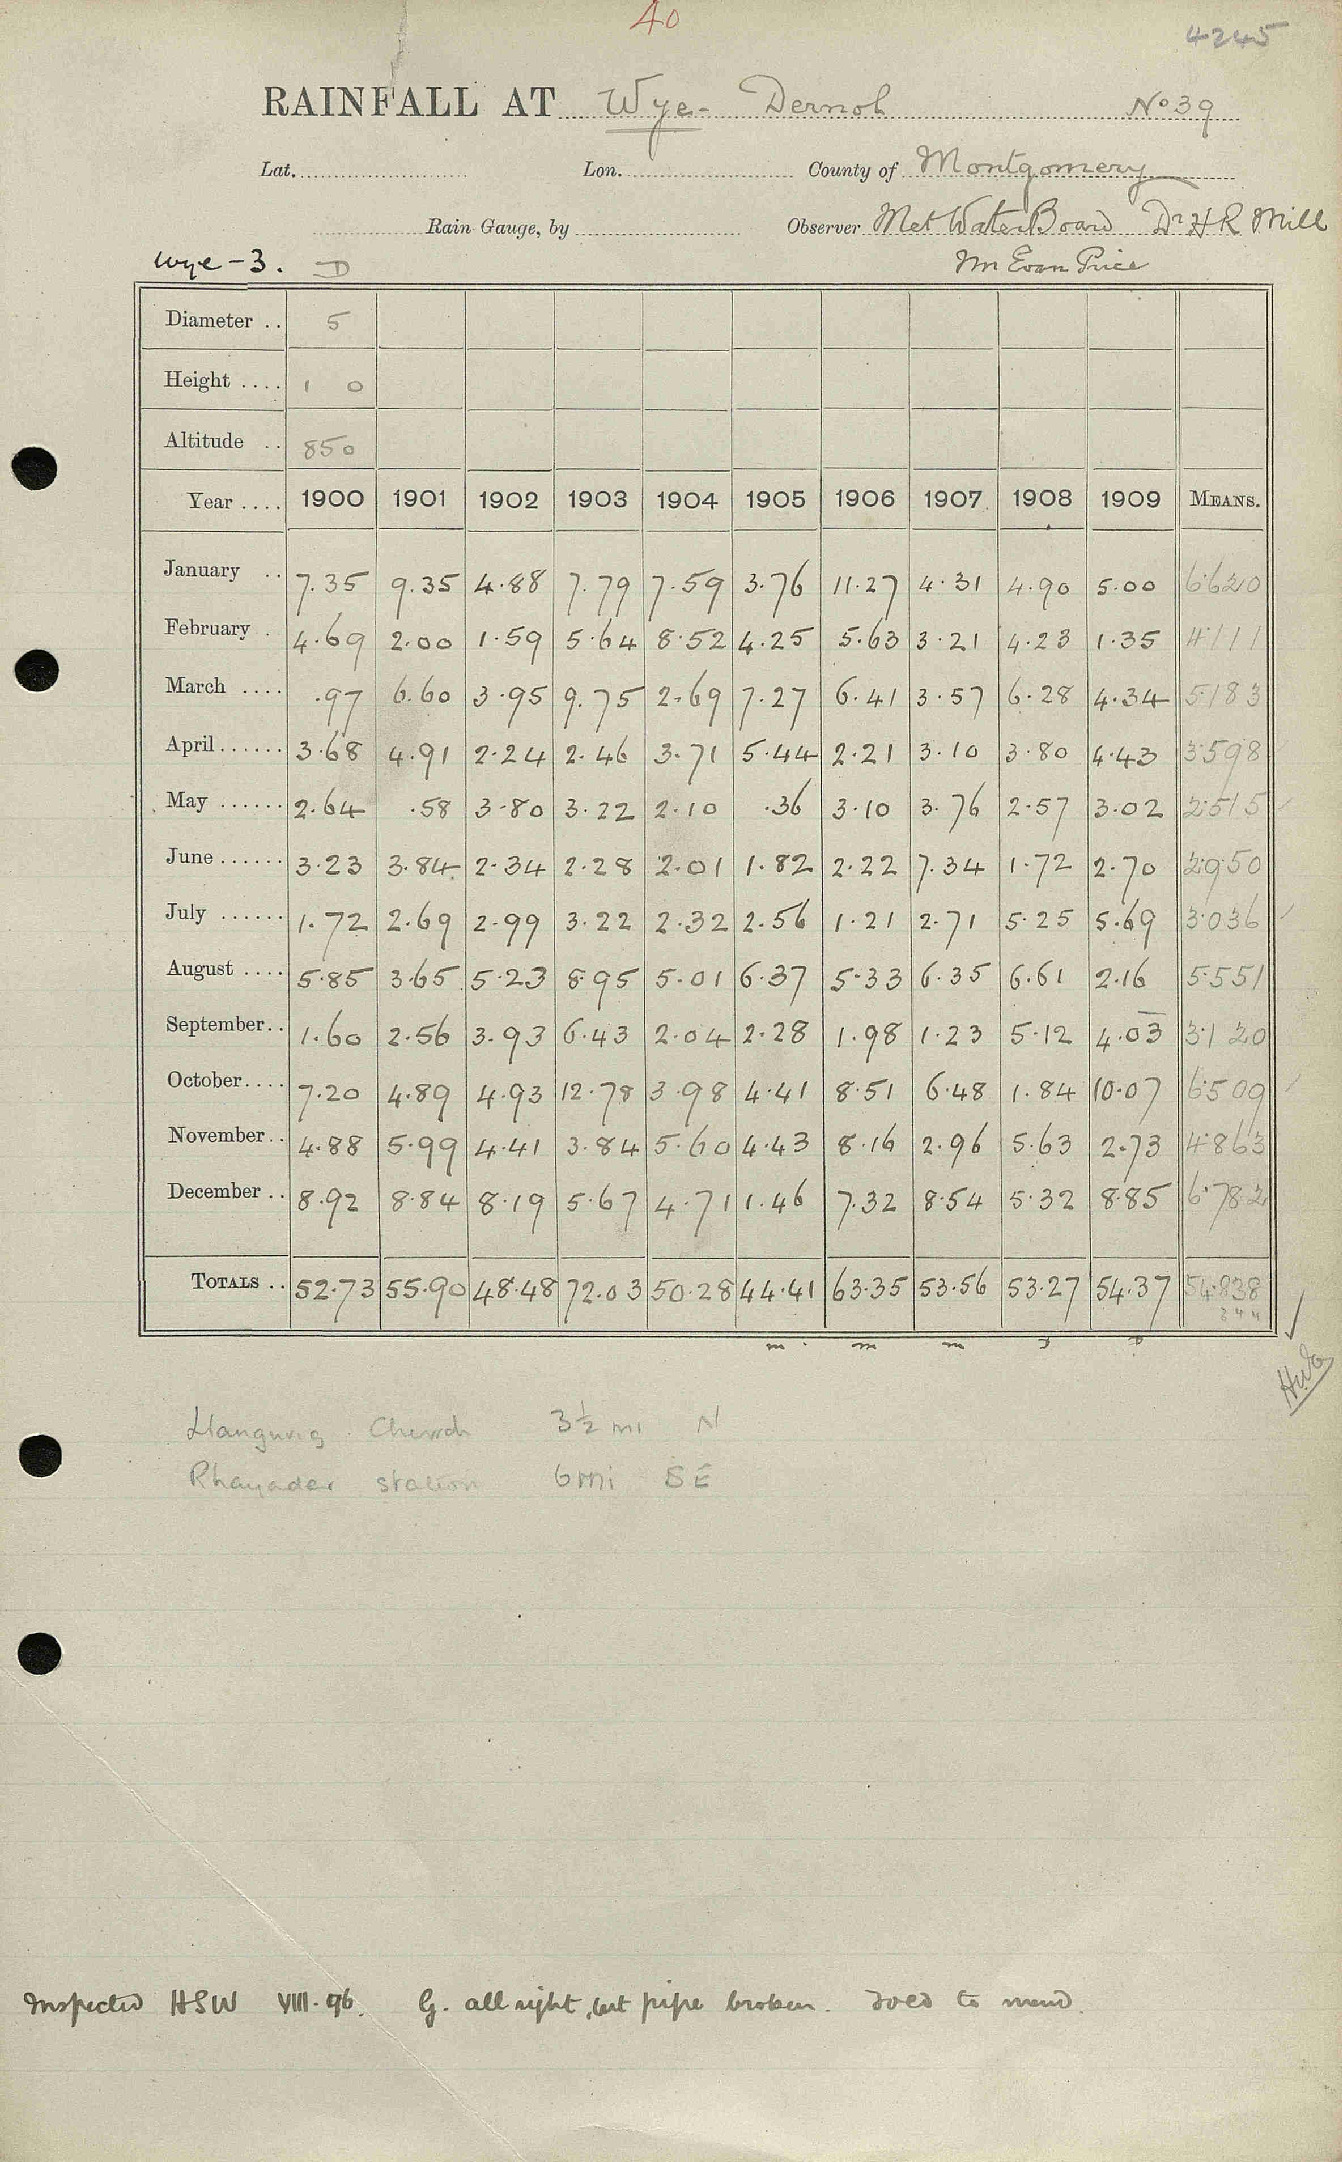 40
4245
RAINFALL AT Wye - Dernol No 39
Lat. Lon. County of Montgomery
Rain Gauge, by Observer Met Water Board Dr H R Mill
Wye - 3. D Mr Evan Price
Diameter .. 5
Height .... 1 0
Altitude .. 850
Year .... 1900 1901 1902 1903 1904 1905 1906 1907 1908 1909 MEANS.
January .. 7.35 9.35 4.88 7.79 7.59 3.76 11.27 4.31 4.90 5.00 6.620
February . 4.69 2.00 1.59 5.64 8.52 4.25 5.63 3.21 4.23 1.35 4.111
March .... .97 6.60 3.95 9.75 2.69 7.27 6.41 3.57 6.28 4.34 5.183
April ...... 3.68 4.91 2.24 2.46 3.71 5.44 2.21 3.10 3.80 4.43 3.598
May ...... 2.64 .58 3.80 3.22 2.10 .36 3.10 3.76 2.57 3.02 2.515
June ...... 3.23 3.84 2.34 2.28 2.01 1.82 2.22 7.34 1.72 2.70 2.950
July ...... 1.72 2.69 2.99 3.22 2.32 2.56 1.21 2.71 5.25 5.69 3.036
August .... 5.85 3.65 5.23 8.95 5.01 6.37 5.33 6.35 6.61 2.16 5.551
September .. 1.60 2.56 3.93 6.43 2.04 2.28 1.98 1.23 5.12 4.03 3.120
October .... 7.20 4.89 4.93 12.78 3.98 4.41 8.51 6.48 1.84 10.07 6.509
November .. 4.88 5.99 4.41 3.84 5.60 4.43 8.16 2.96 5.63 2.73 4.863
December .. 8.92 8.84 8.19 5.67 4.71 1.46 7.32 8.54 5.32 8.85 6.782
TOTALS .. 52.73 55.90 48.48 72.03 50.28 44.41 63.35 53.56 53.27 54.37 54.838
m m m
Llangurig Church 3½ mi N
Rhayader station 6 mi SE
Inspected HSW VIII.96. G. all right, but pipe broken. to mend.